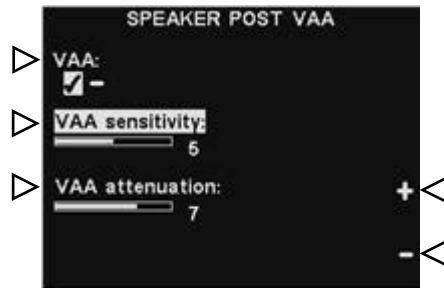 SPEAKER POST VAA
VAA:
✓ –
VAA sensitivity:
5
VAA attenuation:
7
+
–